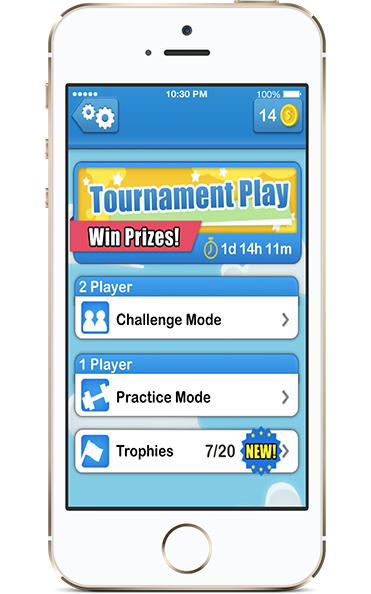 10:30 PM 100%
14
Tournament Play
Win Prizes!
1d 14h 11m
2 Player
Challenge Mode
1 Player
Practice Mode
Trophies 7/20 NEW!